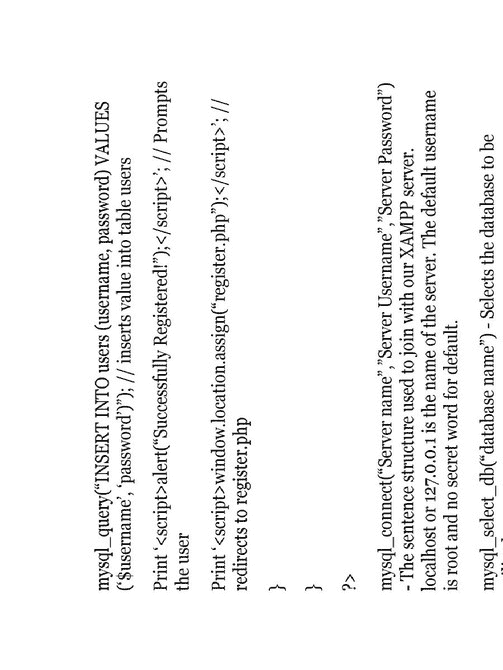 mysql_query("INSERT INTO users (username, password) VALUES
('$username', 'password')"); // inserts value into table users
Print '<script>alert("Successfully Registered!");</script>'; // Prompts
the user
Print '<script>window.location.assign("register.php");</script>'; //
redirects to register.php
}
}
?>
mysql_connect("Server name","Server Username","Server Password")
- The sentence structure used to join with our XAMPP server.
localhost or 127.0.0.1 is the name of the server. The default username
is root and no secret word for default.
mysql_select_db("database name") - Selects the database to be